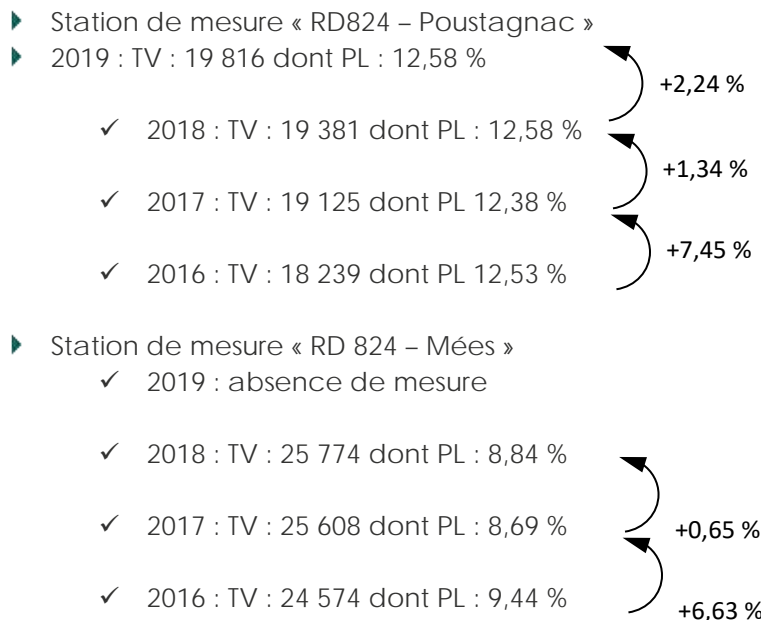 Station de mesure « RD824 – Poustagnac »
2019 : TV : 19 816 dont PL : 12,58 %
+2,24 %
✓ 2018 : TV : 19 381 dont PL : 12,58 %
+1,34 %
✓ 2017 : TV : 19 125 dont PL 12,38 %
+7,45 %
✓ 2016 : TV : 18 239 dont PL 12,53 %
Station de mesure « RD 824 – Mées »
✓ 2019 : absence de mesure
✓ 2018 : TV : 25 774 dont PL : 8,84 %
✓ 2017 : TV : 25 608 dont PL : 8,69 %
+0,65 %
✓ 2016 : TV : 24 574 dont PL : 9,44 %
+6,63 %